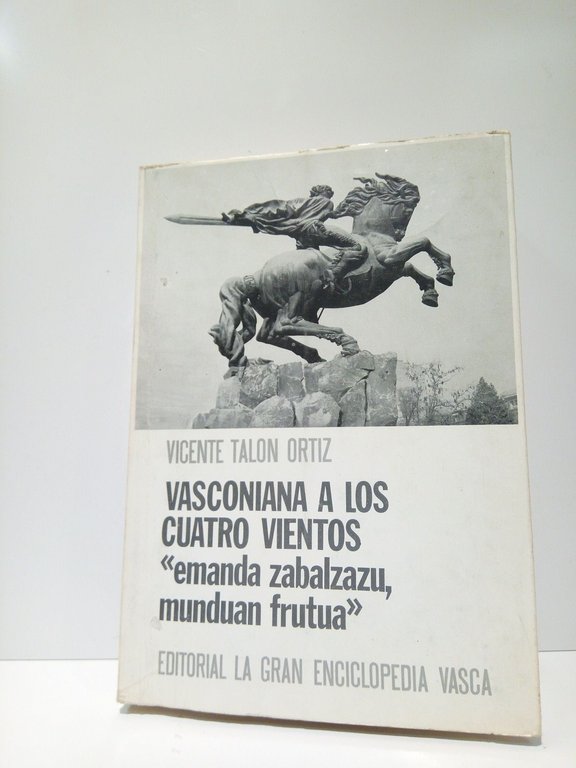 VICENTE TALON ORTIZ
VASCONIANA A LOS
CUATRO VIENTOS
«emanda zabalzazu,
munduan frutua»
EDITORIAL LA GRAN ENCICLOPEDIA VASCA